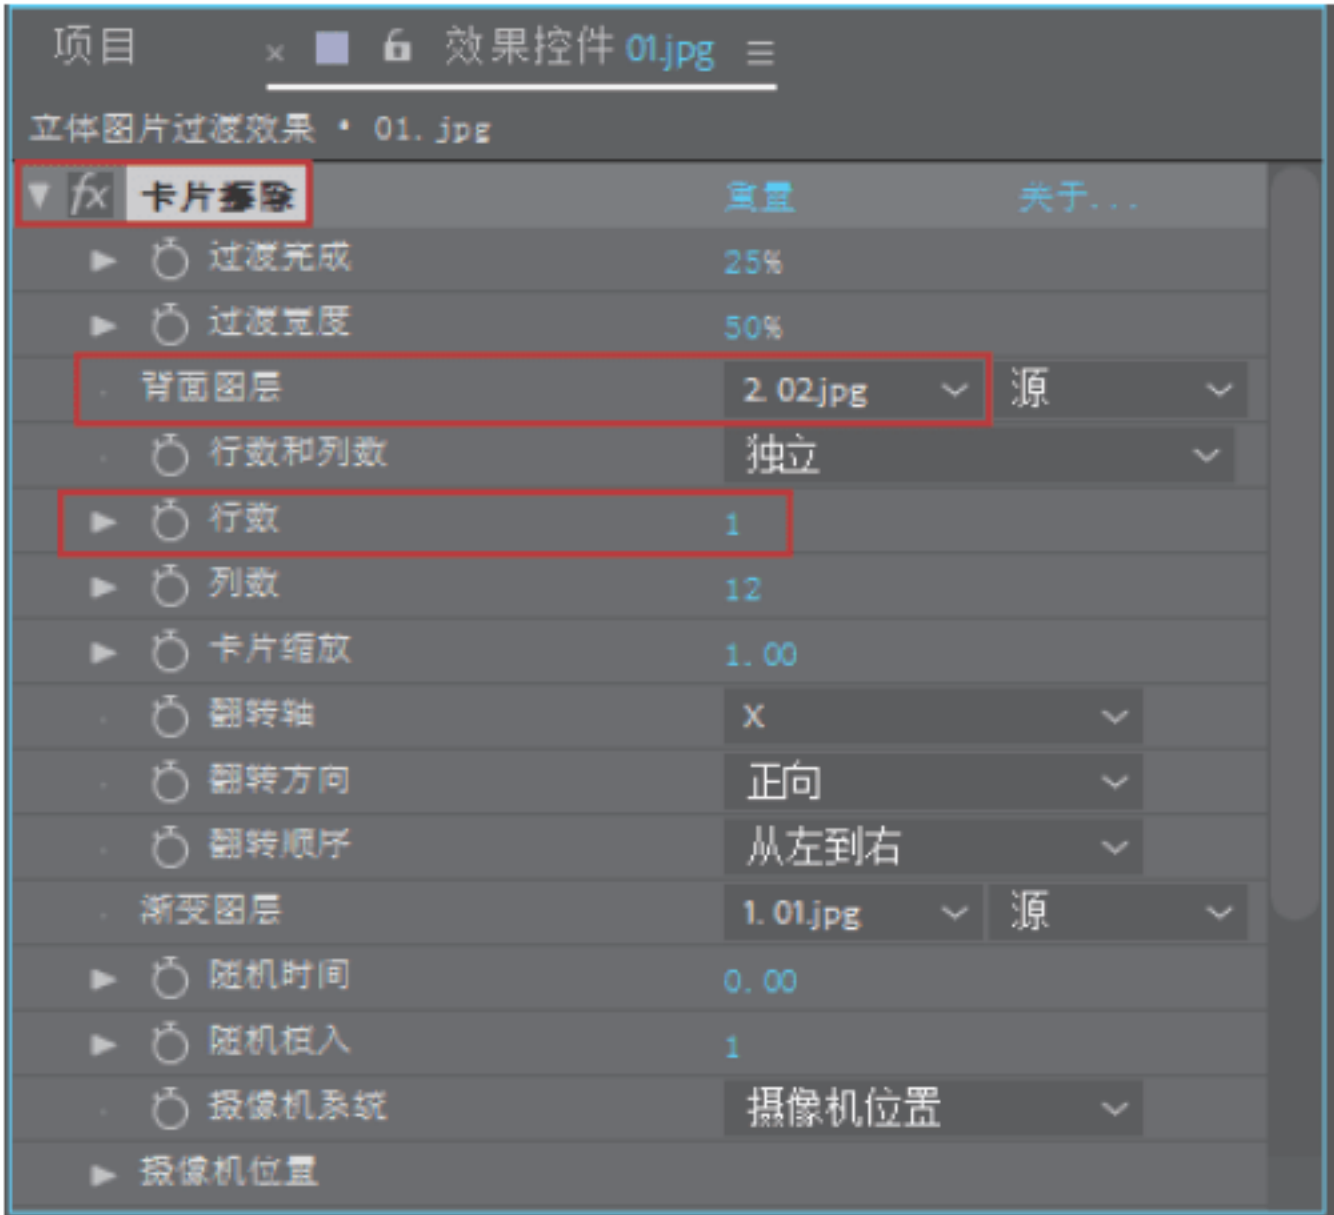 项目 × 效果控件 01.jpg ≡
立体图片过渡效果 • 01.jpg
fx 卡片擦除 重置 关于...
过渡完成 25%
过渡宽度 50%
背面图层 2. 02.jpg 源
行数和列数 独立
行数 1
列数 12
卡片缩放 1.00
翻转轴 X
翻转方向 正向
翻转顺序 从左到右
渐变图层 1. 01.jpg 源
随机时间 0.00
随机植入 1
摄像机系统 摄像机位置
摄像机位置